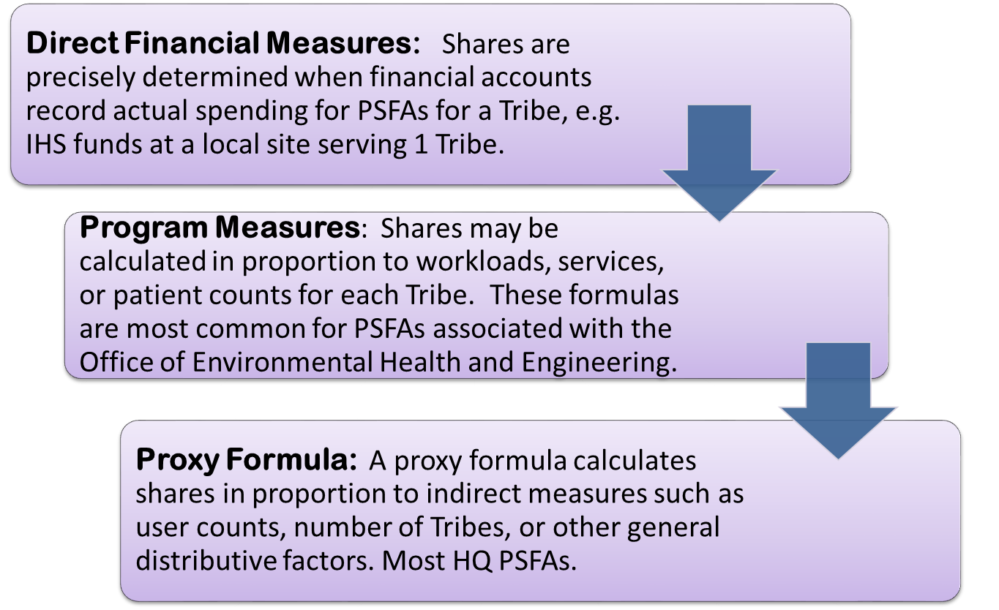 Direct Financial Measures: Shares are
precisely determined when financial accounts
record actual spending for PSFAs for a Tribe, e.g.
IHS funds at a local site serving 1 Tribe.
Program Measures: Shares may be
calculated in proportion to workloads, services,
or patient counts for each Tribe. These formulas
are most common for PSFAs associated with the
Office of Environmental Health and Engineering.
Proxy Formula: A proxy formula calculates
shares in proportion to indirect measures such as
user counts, number of Tribes, or other general
distributive factors. Most HQ PSFAs.